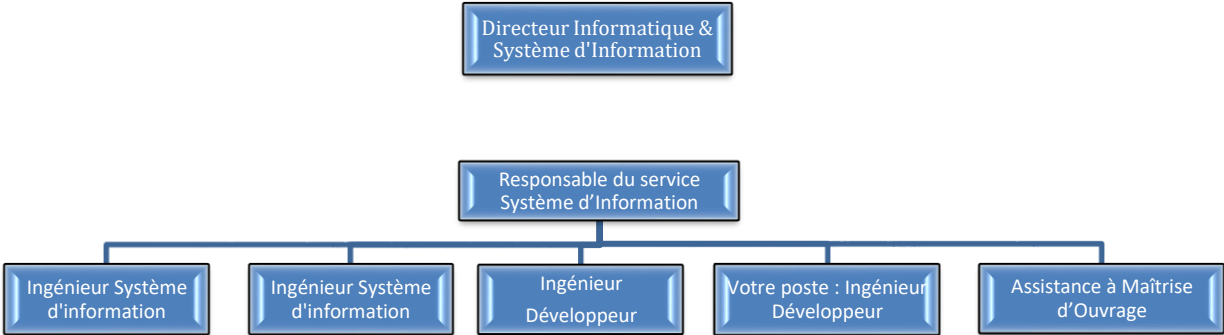 Directeur Informatique &
Système d'Information
Responsable du service
Système d’Information
Ingénieur Système
d'information
Ingénieur Système
d'information
Ingénieur
Développeur
Votre poste : Ingénieur
Développeur
Assistance à Maîtrise
d’Ouvrage